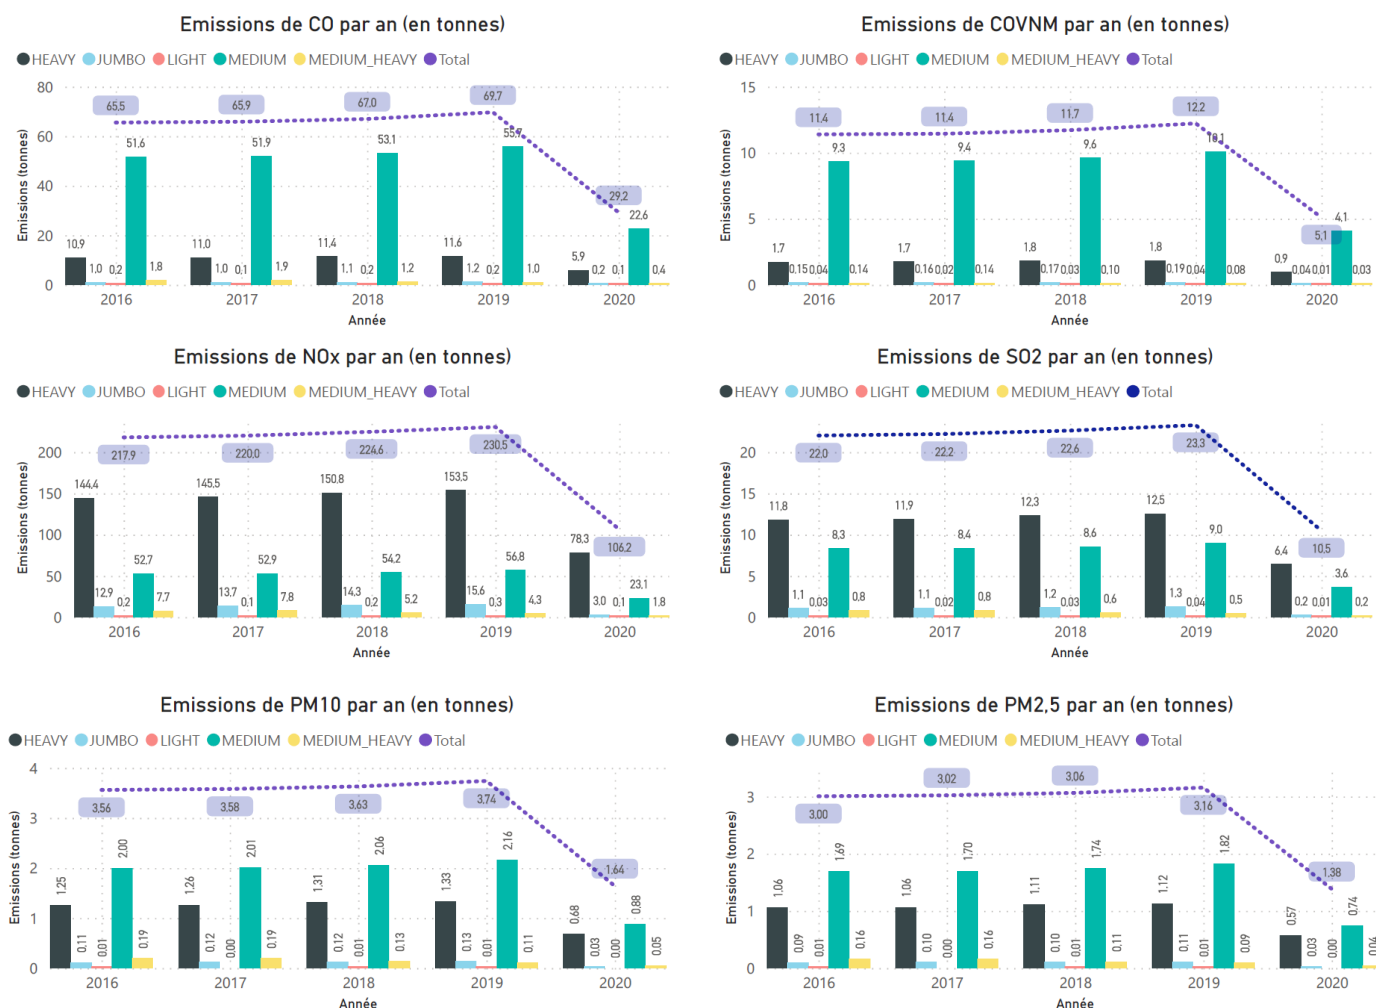 Emissions de CO par an (en tonnes)
HEAVY JUMBO LIGHT MEDIUM MEDIUM_HEAVY Total
Emissions (tonnes)
80
60
40
20
0
65,5 65,9 67,0 69,7 29,2
10,9 1,0 0,2 51,6 1,8
11,0 1,0 0,1 51,9 1,9
11,4 1,1 0,2 53,1 1,2
11,6 1,2 0,2 55,7 1,0
5,9 0,2 0,1 22,6 0,4
2016 2017 2018 2019 2020
Année
Emissions de COVNM par an (en tonnes)
HEAVY JUMBO LIGHT MEDIUM MEDIUM_HEAVY Total
Emissions (tonnes)
15
10
5
0
11,4 11,4 11,7 12,2 5,1
1,7 0,15 0,04 9,3 0,14
1,7 0,16 0,02 9,4 0,14
1,8 0,17 0,03 9,6 0,10
1,8 0,19 0,04 10,1 0,08
0,9 0,04 0,01 4,1 0,03
2016 2017 2018 2019 2020
Année
Emissions de NOx par an (en tonnes)
HEAVY JUMBO LIGHT MEDIUM MEDIUM_HEAVY Total
Emissions (tonnes)
200
150
100
50
0
217,9 220,0 224,6 230,5 106,2
144,4 12,9 0,2 52,7 7,7
145,5 13,7 0,1 52,9 7,8
150,8 14,3 0,2 54,2 5,2
153,5 15,6 0,3 56,8 4,3
78,3 3,0 0,1 23,1 1,8
2016 2017 2018 2019 2020
Année
Emissions de SO2 par an (en tonnes)
HEAVY JUMBO LIGHT MEDIUM MEDIUM_HEAVY Total
Emissions (tonnes)
20
15
10
5
0
22,0 22,2 22,6 23,3 10,5
11,8 1,1 0,03 8,3 0,8
11,9 1,1 0,02 8,4 0,8
12,3 1,2 0,03 8,6 0,6
12,5 1,3 0,04 9,0 0,5
6,4 0,2 0,01 3,6 0,2
2016 2017 2018 2019 2020
Année
Emissions de PM10 par an (en tonnes)
HEAVY JUMBO LIGHT MEDIUM MEDIUM_HEAVY Total
Emissions (tonnes)
4
3
2
1
0
3,56 3,58 3,63 3,74 1,64
1,25 0,11 0,01 2,00 0,19
1,26 0,12 0,00 2,01 0,19
1,31 0,12 0,01 2,06 0,13
1,33 0,13 0,01 2,16 0,11
0,68 0,03 0,00 0,88 0,05
2016 2017 2018 2019 2020
Année
Emissions de PM2,5 par an (en tonnes)
HEAVY JUMBO LIGHT MEDIUM MEDIUM_HEAVY Total
Emissions (tonnes)
3
2
1
0
3,00 3,02 3,06 3,16 1,38
1,06 0,09 0,01 1,69 0,16
1,06 0,10 0,00 1,70 0,16
1,11 0,10 0,01 1,74 0,11
1,12 0,11 0,01 1,82 0,09
0,57 0,03 0,00 0,74 0,04
2016 2017 2018 2019 2020
Année